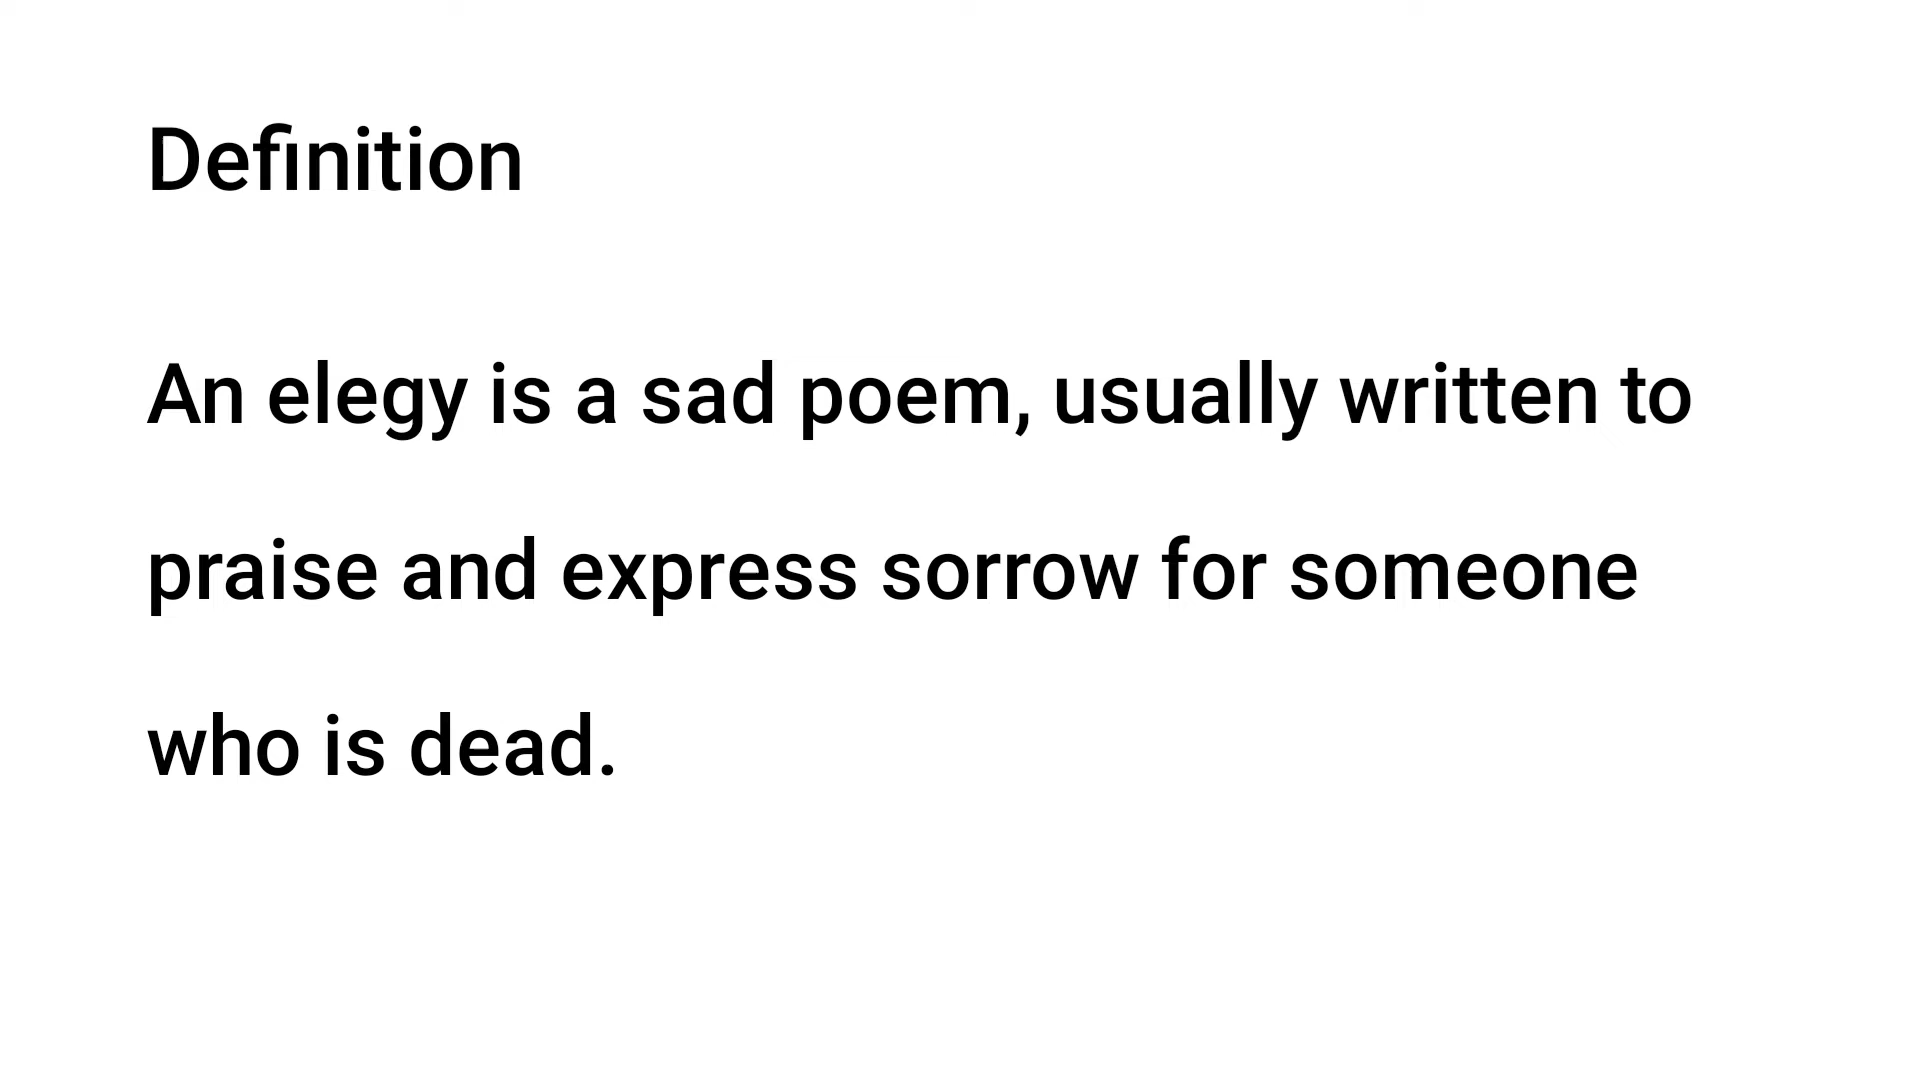 Definition
An elegy is a sad poem, usually written to
praise and express sorrow for someone
who is dead.